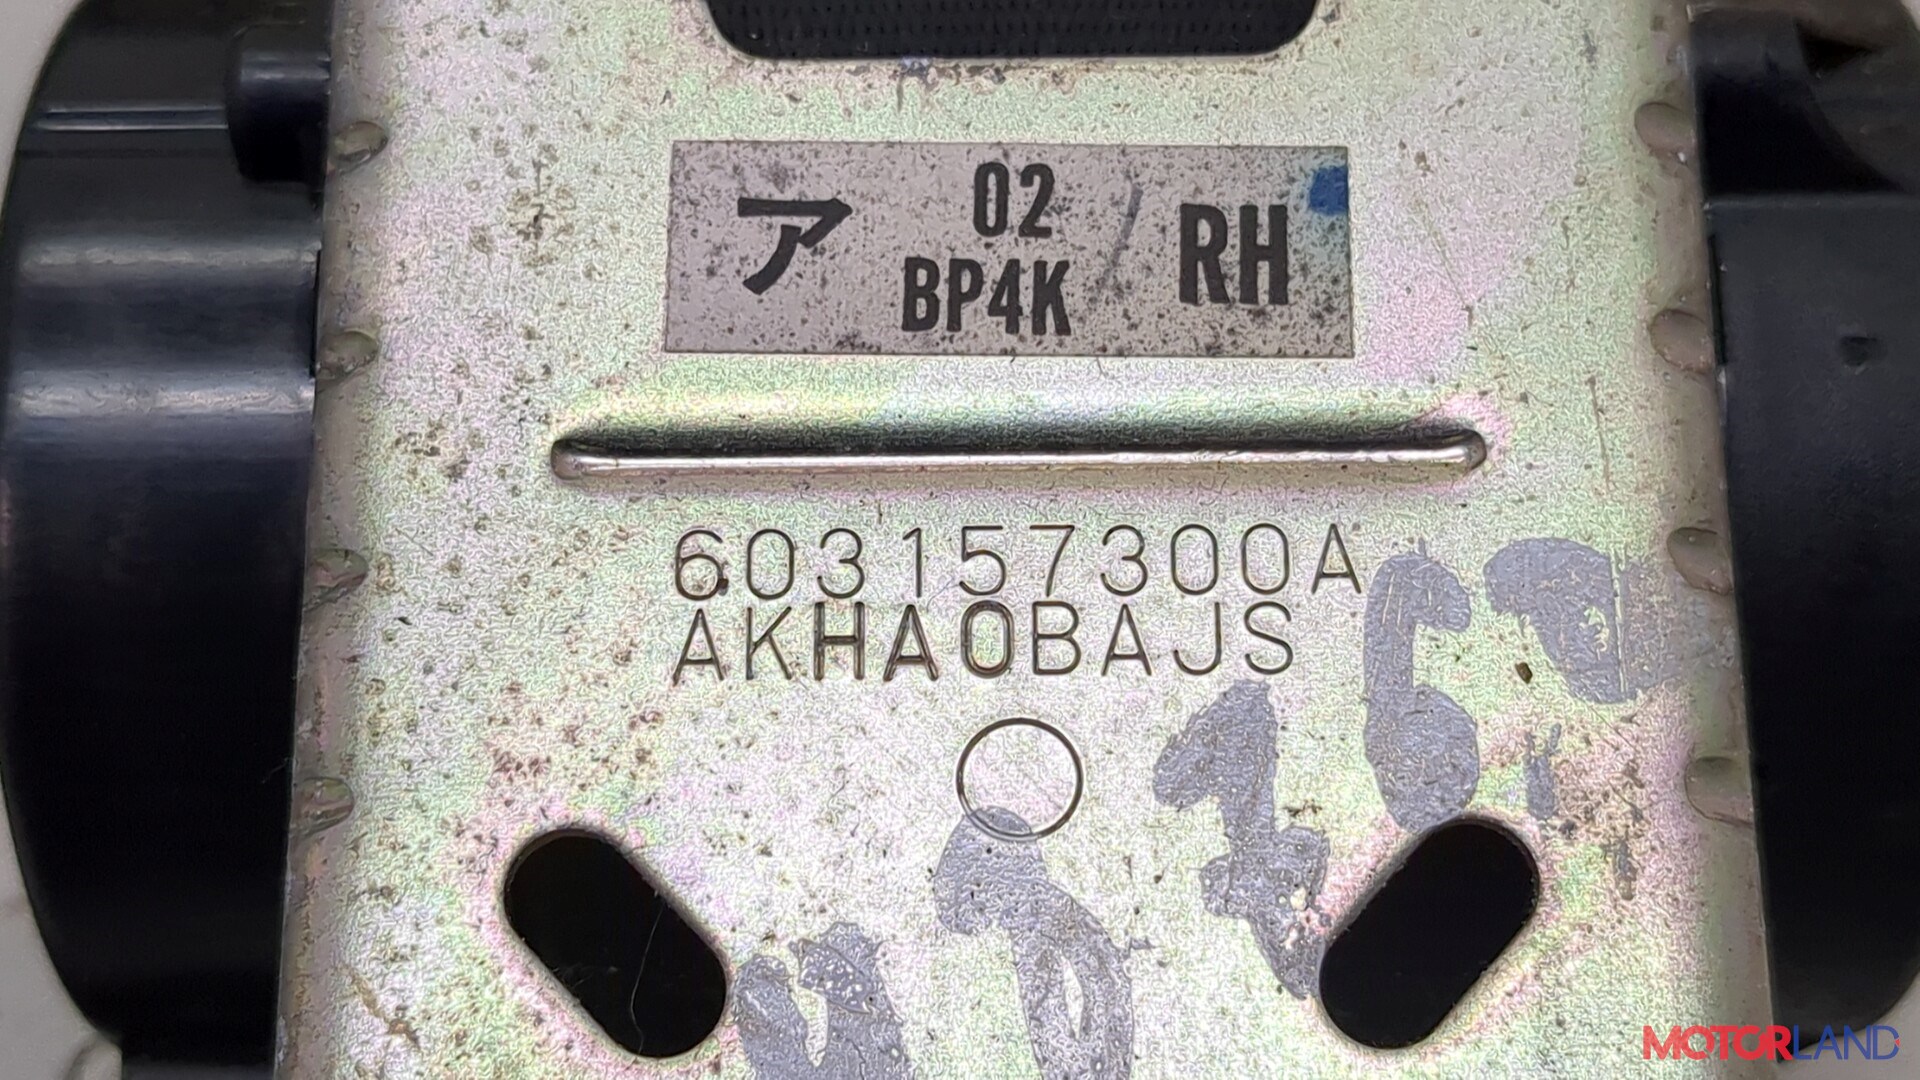 ア 02 / RH
BP4K
603157300A
AKHA0BAJS
MOTORLAND